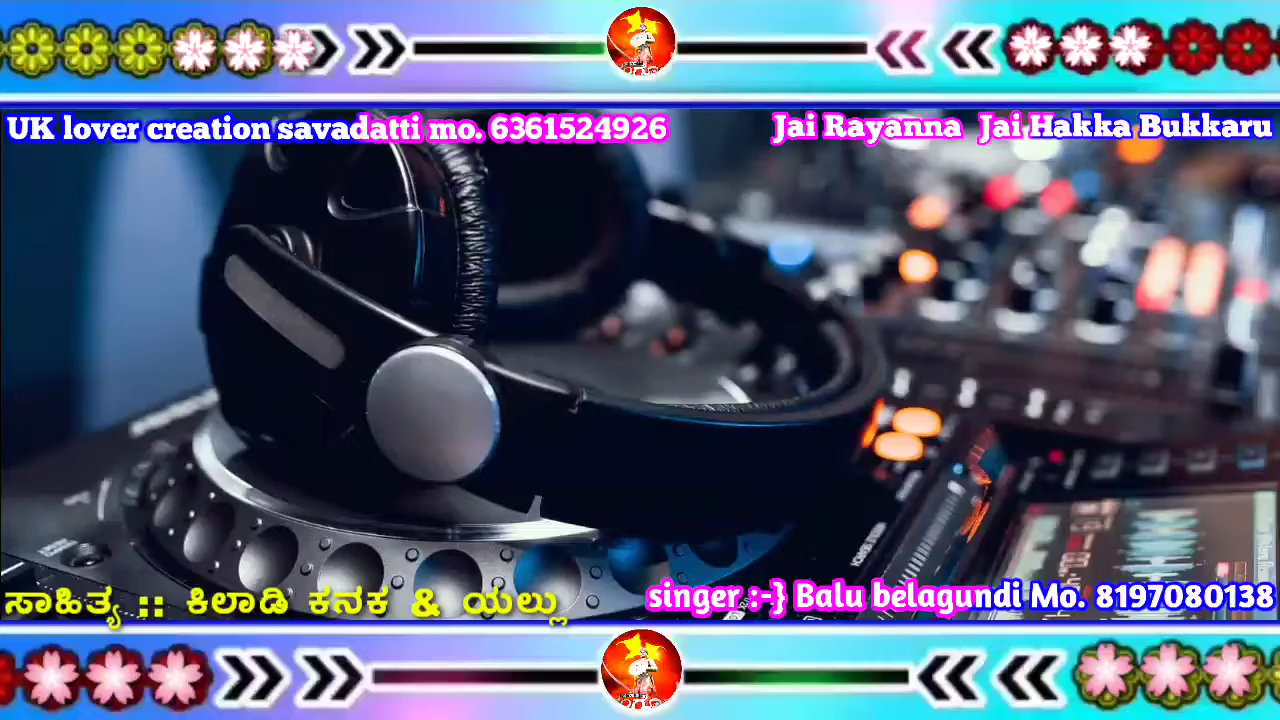 UK lover creation savadatti mo. 6361524926
Jai Rayanna Jai Hakka Bukkaru
ಸಾಹಿತ್ಯ :: ಕಿಲಾಡಿ ಕನಕ & ಯಲ್ಲು
singer :-} Balu belagundi Mo. 8197080138